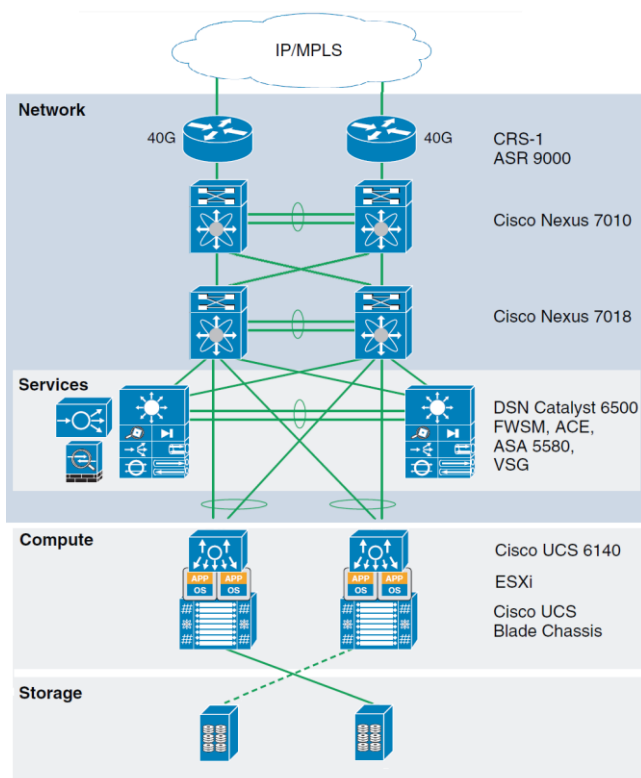 IP/MPLS
Network
40G
40G
CRS-1
ASR 9000
Cisco Nexus 7010
Cisco Nexus 7018
Services
DSN Catalyst 6500
FWSM, ACE,
ASA 5580,
VSG
Compute
Cisco UCS 6140
APP
APP
APP
APP
OS
OS
OS
OS
ESXi
Cisco UCS
Blade Chassis
Storage